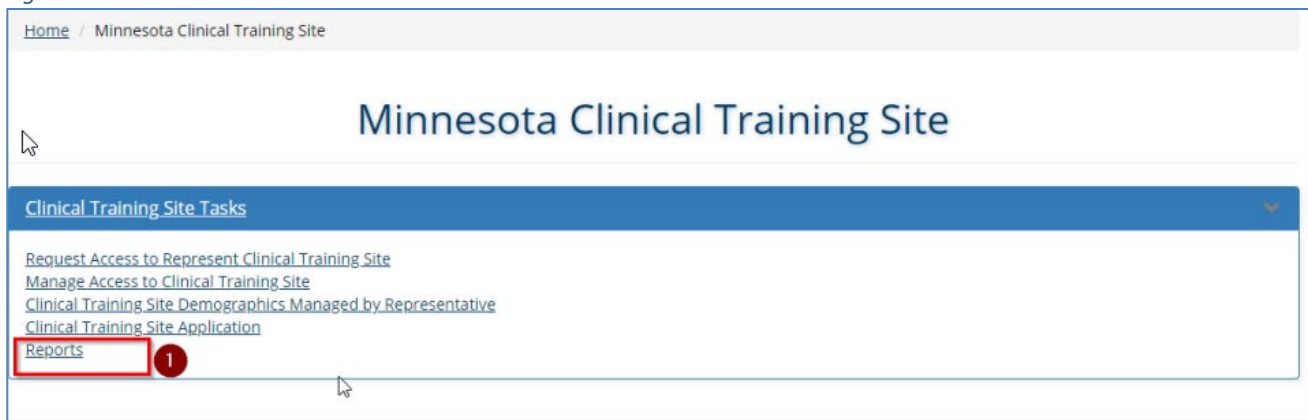 Home / Minnesota Clinical Training Site
Minnesota Clinical Training Site
Clinical Training Site Tasks
Request Access to Represent Clinical Training Site
Manage Access to Clinical Training Site
Clinical Training Site Demographics Managed by Representative
Clinical Training Site Application
Reports
1